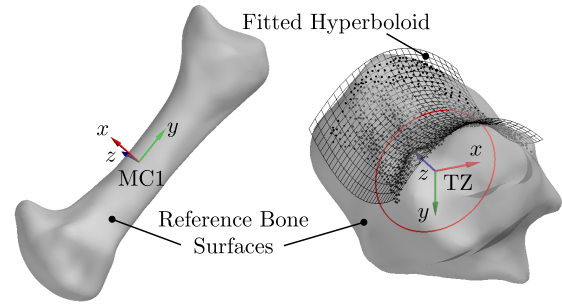 Fitted Hyperboloid
x
y
z
MC1
x
z
TZ
y
Reference Bone
Surfaces